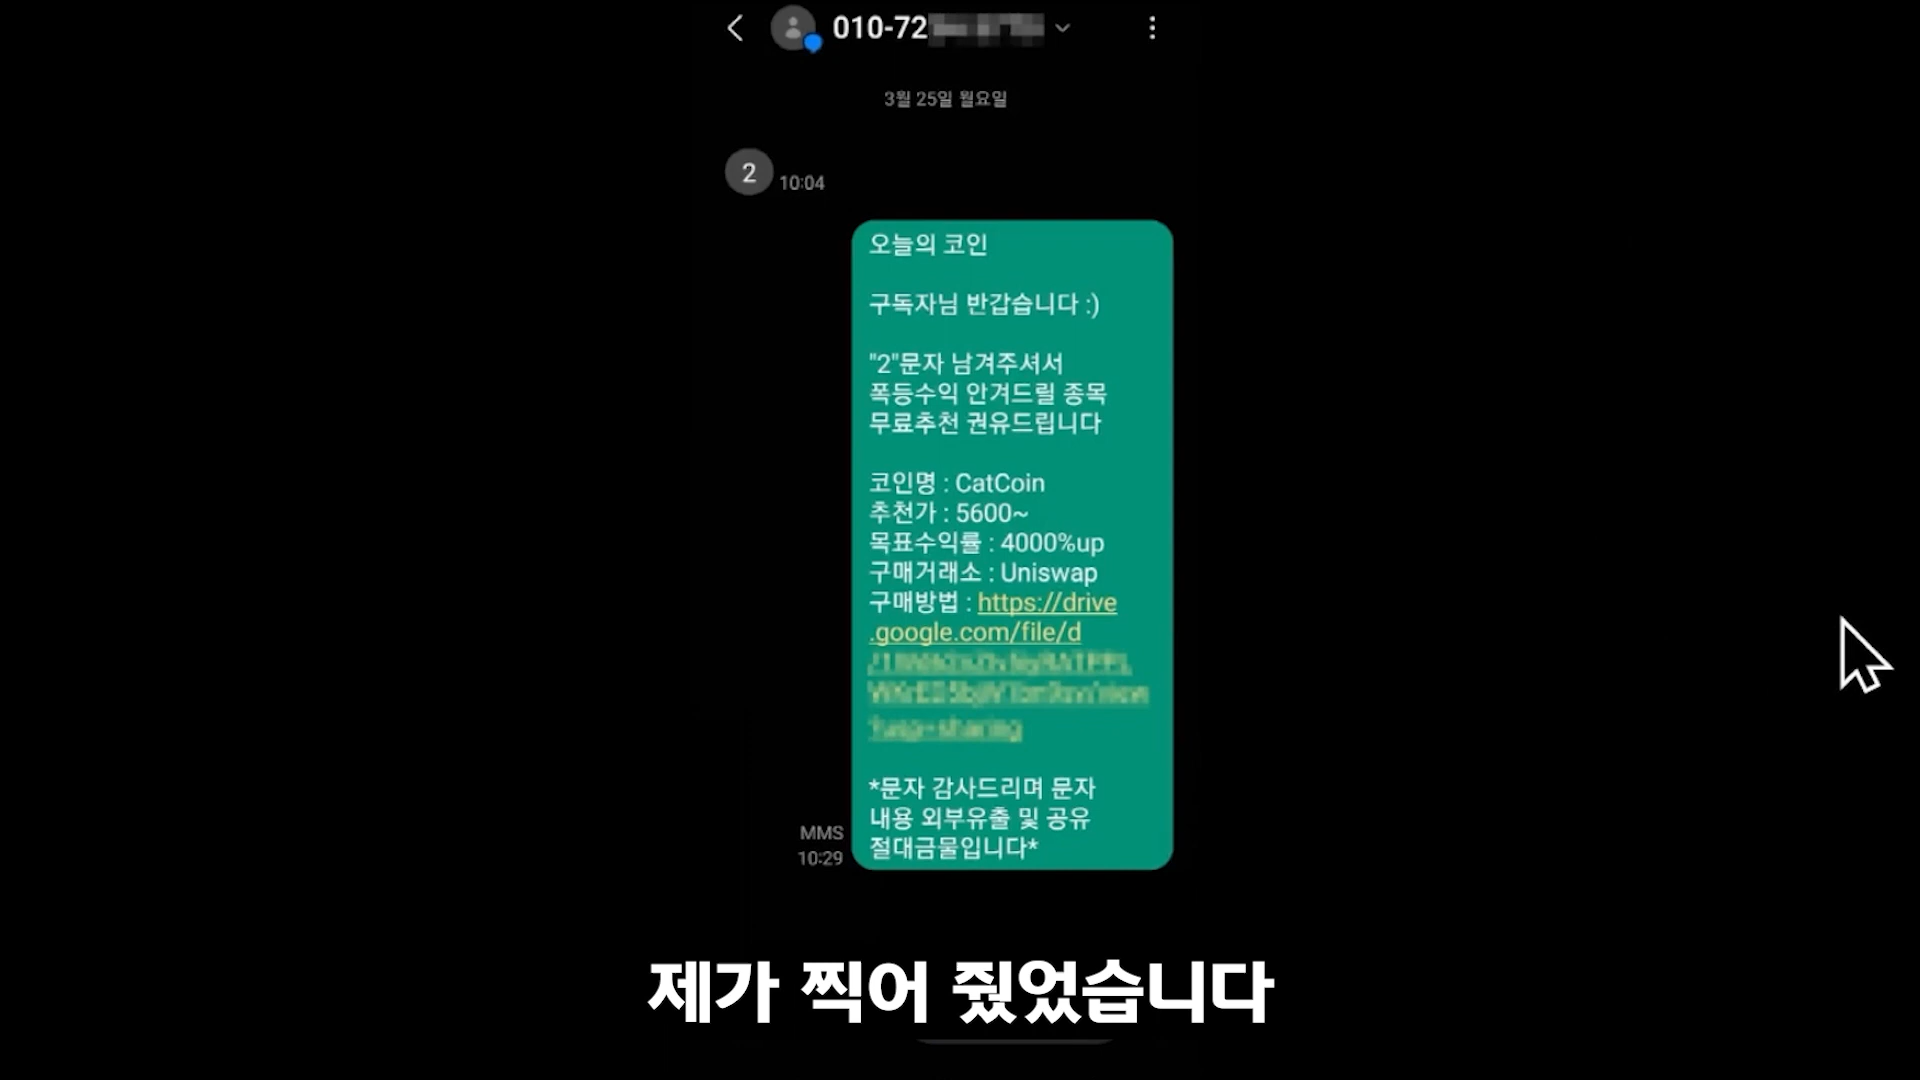 010-72
3월 25일 월요일
2
10:04
오늘의 코인
구독자님 반갑습니다 :)
"2"문자 남겨주셔서
폭등수익 안겨드릴 종목
무료추천 권유드립니다
코인명 : CatCoin
추천가 : 5600~
목표수익률 : 4000%up
구매거래소 : Uniswap
구매방법 : https://drive
.google.com/file/d
*문자 감사드리며 문자
내용 외부유출 및 공유
절대금물입니다*
MMS
10:29
제가 찍어 줬었습니다